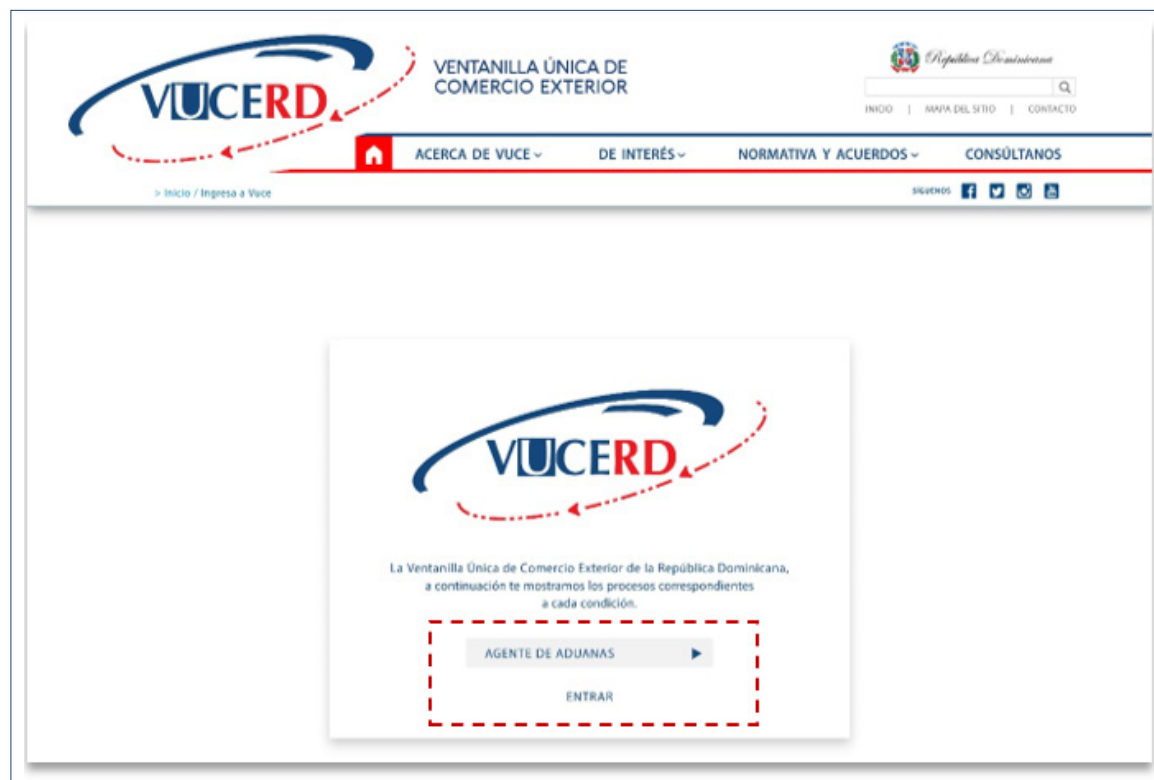 VUCERD
VENTANILLA ÚNICA DE
COMERCIO EXTERIOR
República Dominicana
INICIO | MAPA DEL SITIO | CONTACTO
ACERCA DE VUCE
DE INTERÉS
NORMATIVA Y ACUERDOS
CONSÚLTANOS
> Inicio / Ingresa a Vuce
SÍGUENOS
VUCERD
La Ventanilla Única de Comercio Exterior de la República Dominicana,
a continuación te mostramos los procesos correspondientes
a cada condición.
AGENTE DE ADUANAS
ENTRAR